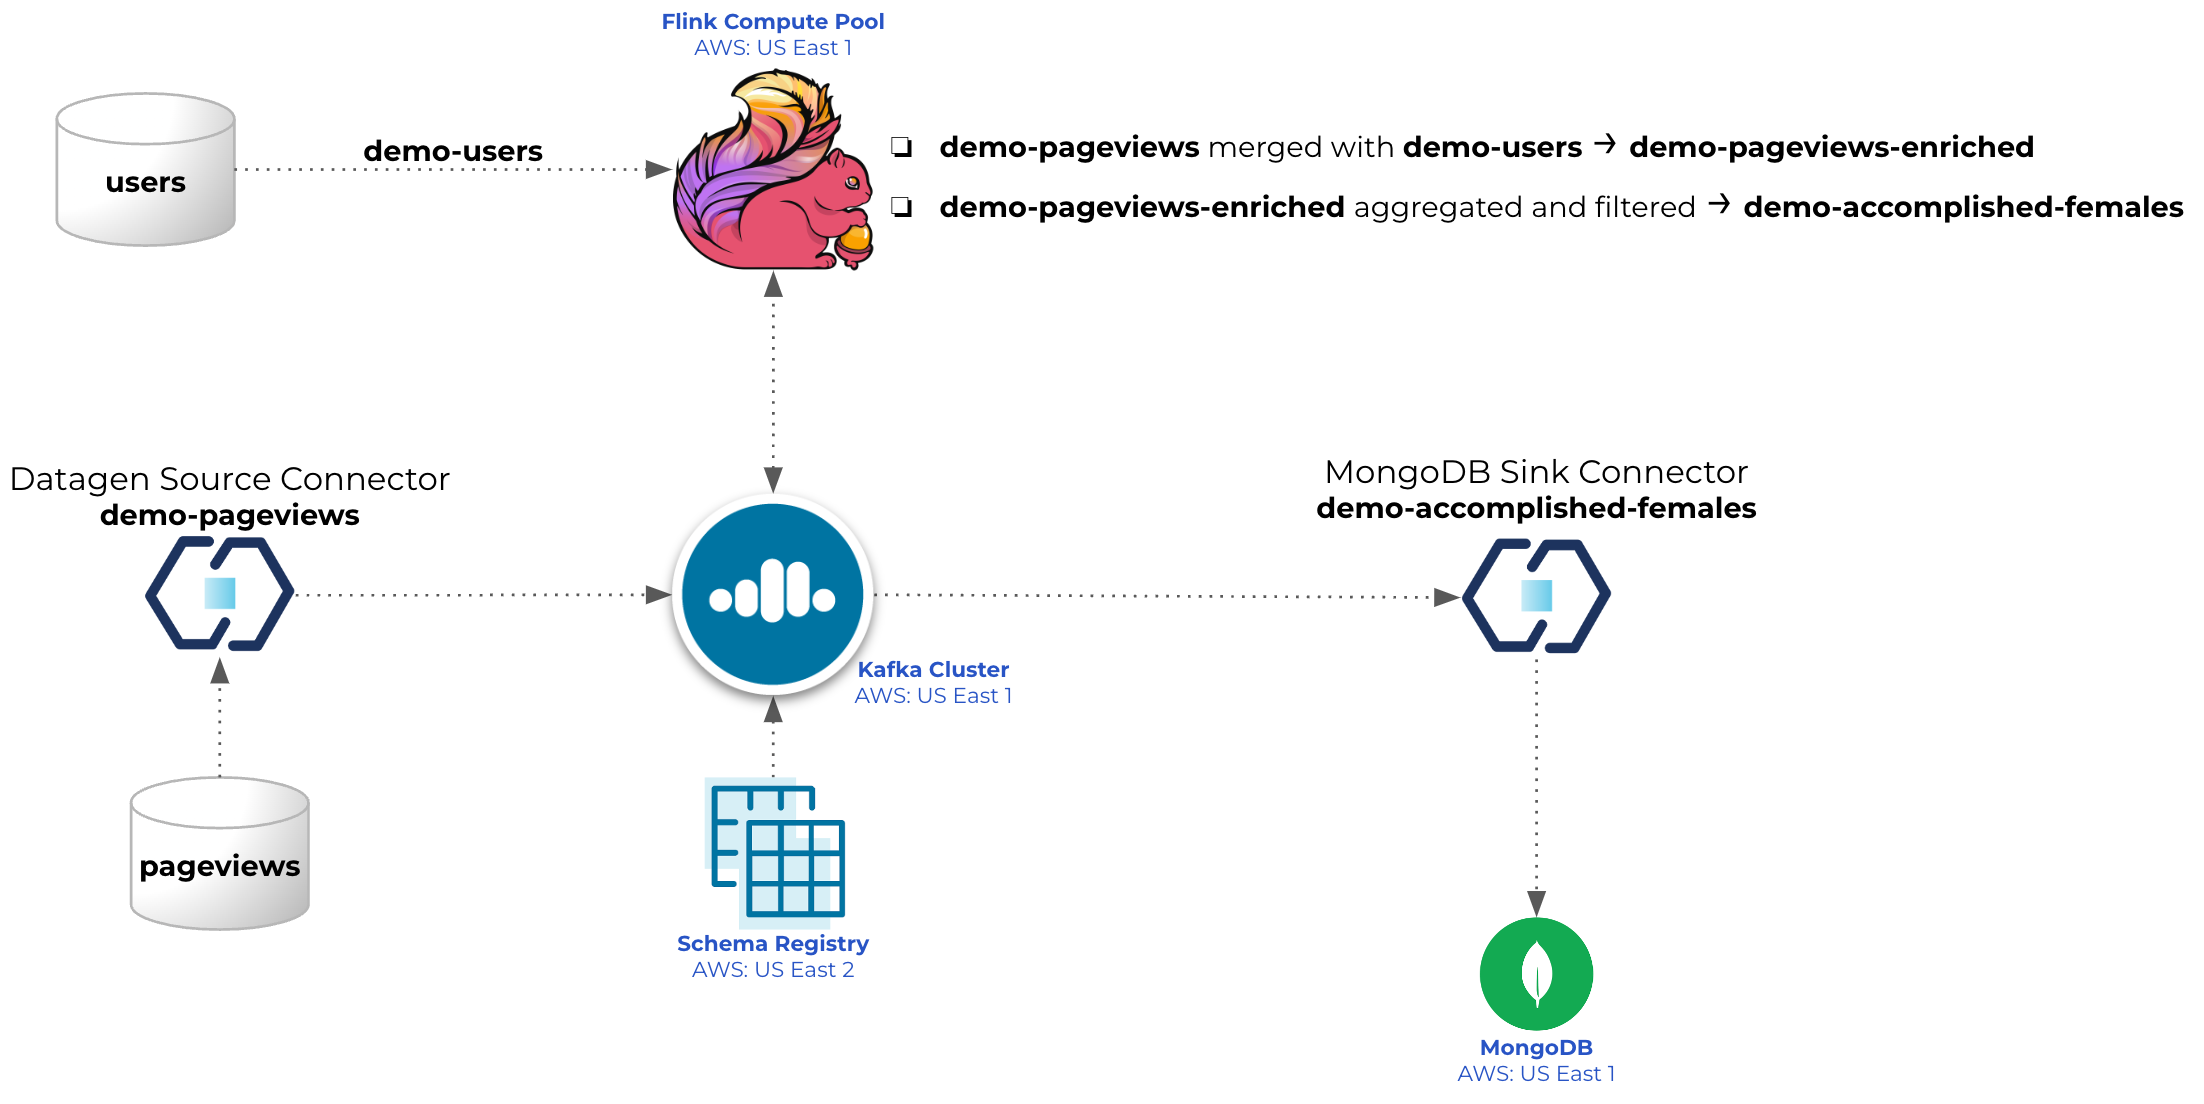 Flink Compute Pool
AWS: US East 1
users
demo-users
demo-pageviews merged with demo-users → demo-pageviews-enriched
demo-pageviews-enriched aggregated and filtered → demo-accomplished-females
Datagen Source Connector
demo-pageviews
MongoDB Sink Connector
demo-accomplished-females
Kafka Cluster
AWS: US East 1
pageviews
Schema Registry
AWS: US East 2
MongoDB
AWS: US East 1